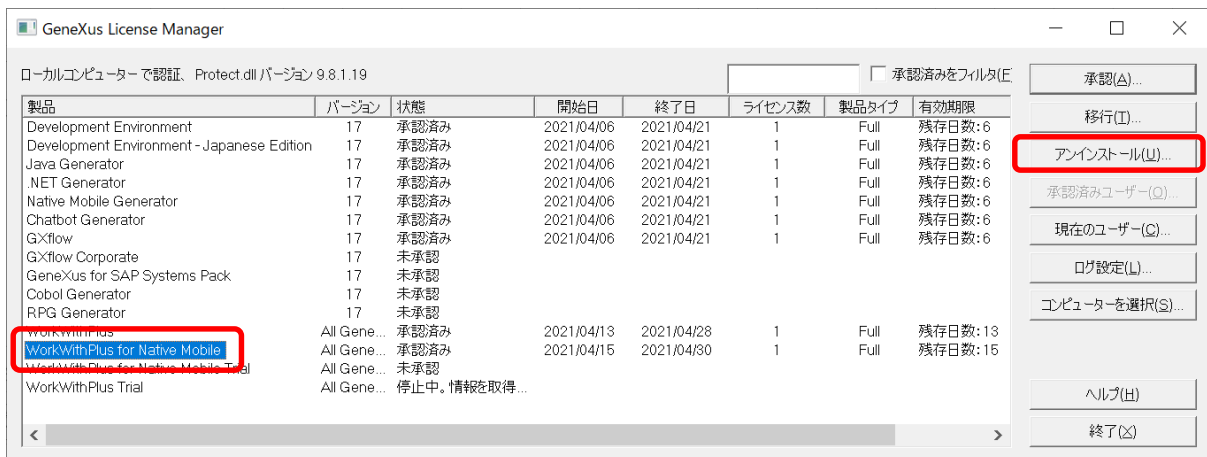 GeneXus License Manager
ローカルコンピューター で認証、 Protect.dll バージョン 9.8.1.19 承認済みをフィルタ(F 承認(A)...
製品 バージョン 状態 開始日 終了日 ライセンス数 製品タイプ 有効期限
Development Environment 17 承認済み 2021/04/06 2021/04/21 1 Full 残存日数:6
移行(T)...
Development Environment - Japanese Edition 17 承認済み 2021/04/06 2021/04/21 1 Full 残存日数:6
Java Generator 17 承認済み 2021/04/06 2021/04/21 1 Full 残存日数:6
アンインストール(U)...
.NET Generator 17 承認済み 2021/04/06 2021/04/21 1 Full 残存日数:6
Native Mobile Generator 17 承認済み 2021/04/06 2021/04/21 1 Full 残存日数:6
承認済みユーザー(O)...
Chatbot Generator 17 承認済み 2021/04/06 2021/04/21 1 Full 残存日数:6
GXflow 17 承認済み 2021/04/06 2021/04/21 1 Full 残存日数:6
現在のユーザー(C)...
GXflow Corporate 17 未承認
GeneXus for SAP Systems Pack 17 未承認
ログ設定(L)...
Cobol Generator 17 未承認
RPG Generator 17 未承認
コンピューターを選択(S)...
WorkWithPlus All Gene... 承認済み 2021/04/13 2021/04/28 1 Full 残存日数:13
WorkWithPlus for Native Mobile All Gene... 承認済み 2021/04/15 2021/04/30 1 Full 残存日数:15
WorkWithPlus for Native Mobile Trial All Gene... 未承認
WorkWithPlus Trial All Gene... 停止中。情報を取得...
ヘルプ(H)
終了(X)